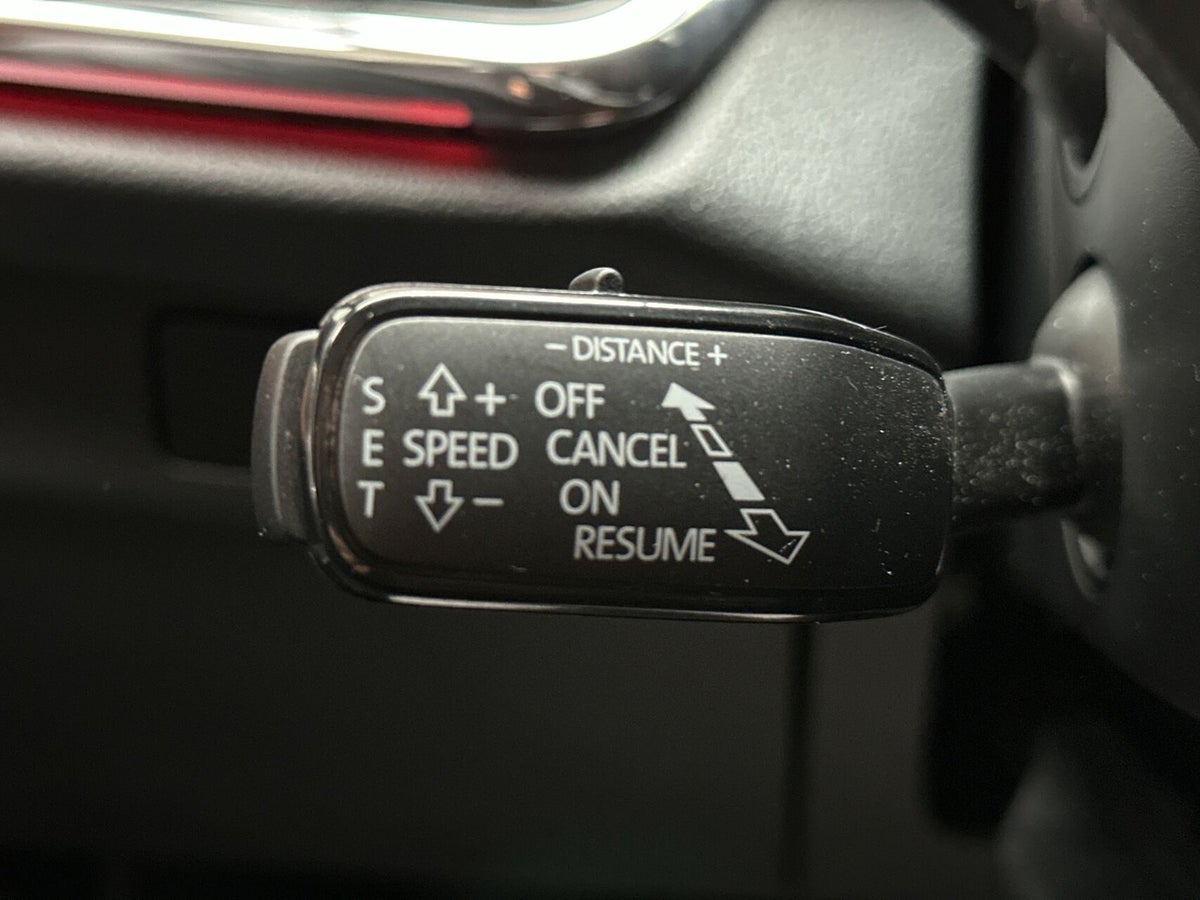 – DISTANCE +
S ⇧ + OFF
E SPEED CANCEL
T ⇩ – ON
RESUME